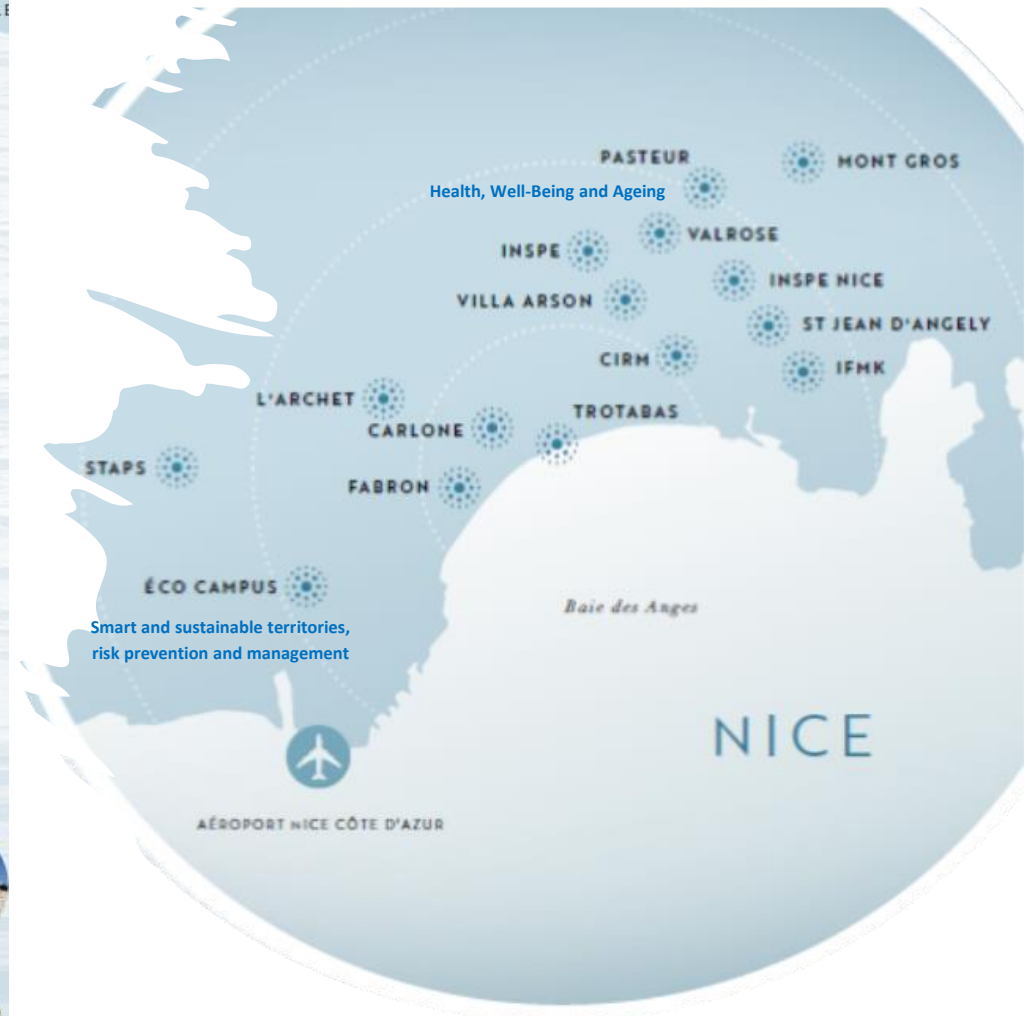 PASTEUR
MONT GROS
Health, Well-Being and Ageing
VALROSE
INSPE
INSPE NICE
VILLA ARSON
ST JEAN D'ANGELY
CIRM
IFMK
L'ARCHET
TROTABAS
CARLONE
STAPS
FABRON
ÉCO CAMPUS
Baie des Anges
Smart and sustainable territories,
risk prevention and management
NICE
AÉROPORT NICE CÔTE D'AZUR